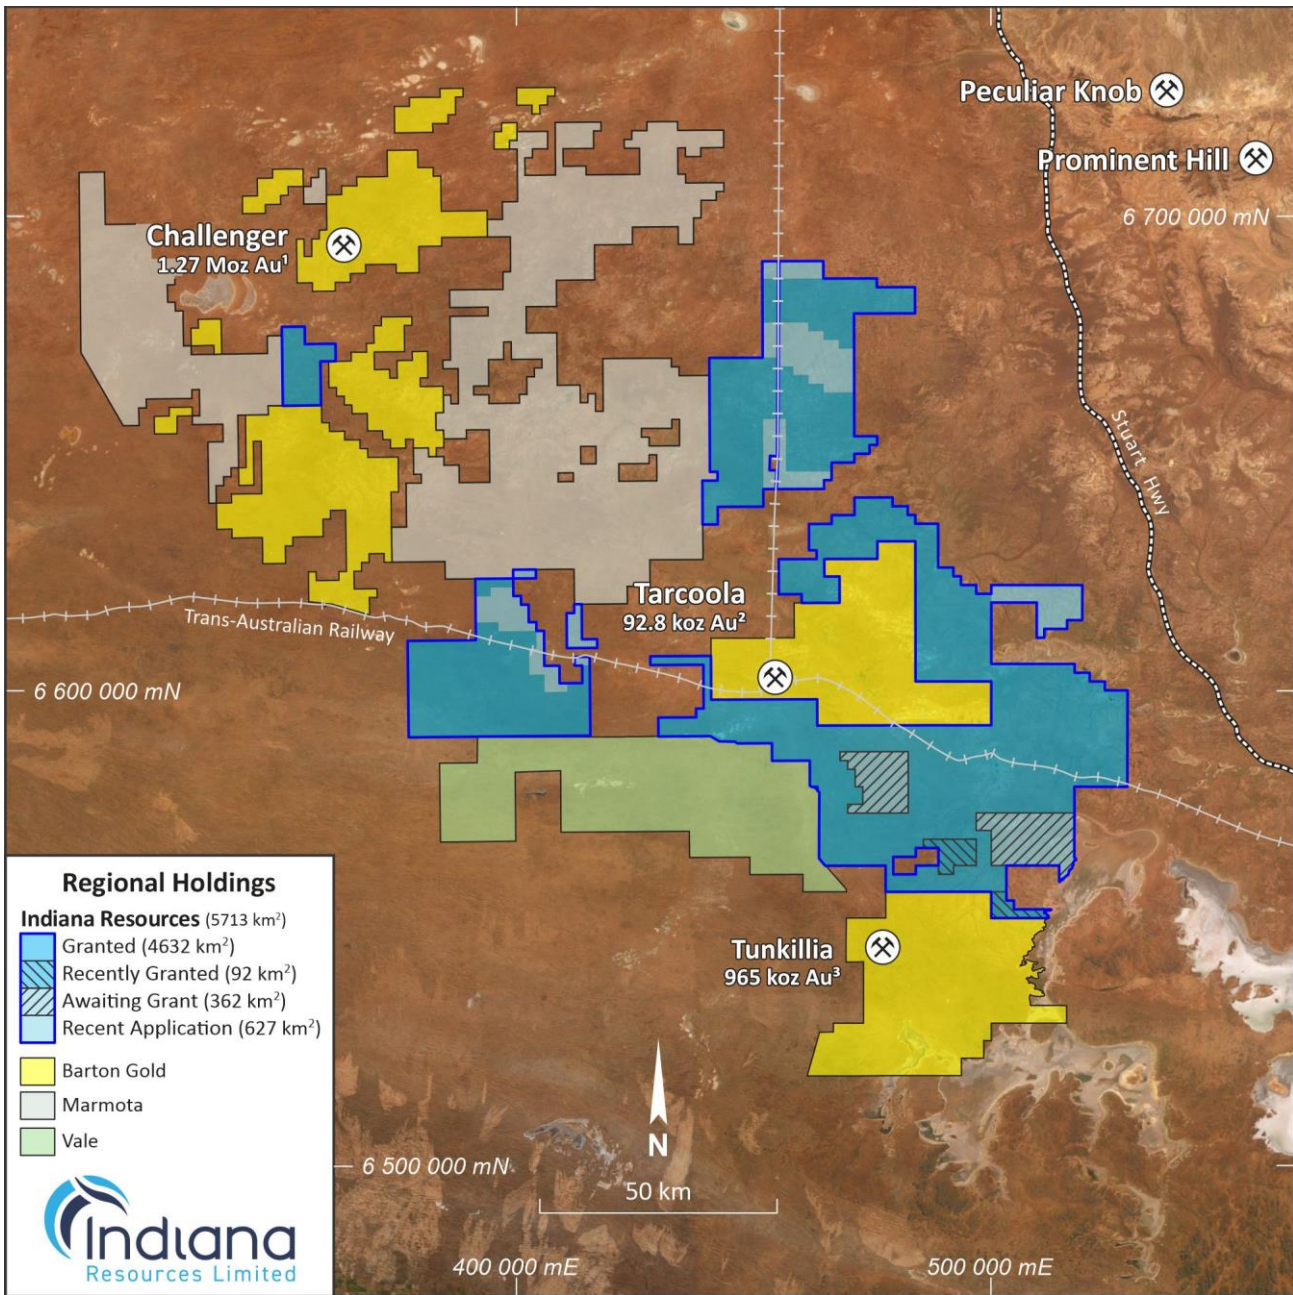 Peculiar Knob
Prominent Hill
6 700 000 mN
Challenger
1.27 Moz Au¹
Stuart Hwy
Tarcoola
92.8 koz Au²
Trans-Australian Railway
6 600 000 mN
Tunkillia
965 koz Au³
Regional Holdings
Indiana Resources (5713 km²)
Granted (4632 km²)
Recently Granted (92 km²)
Awaiting Grant (362 km²)
Recent Application (627 km²)
Barton Gold
Marmota
Vale
N
6 500 000 mN
50 km
Indiana
Resources Limited
400 000 mE
500 000 mE